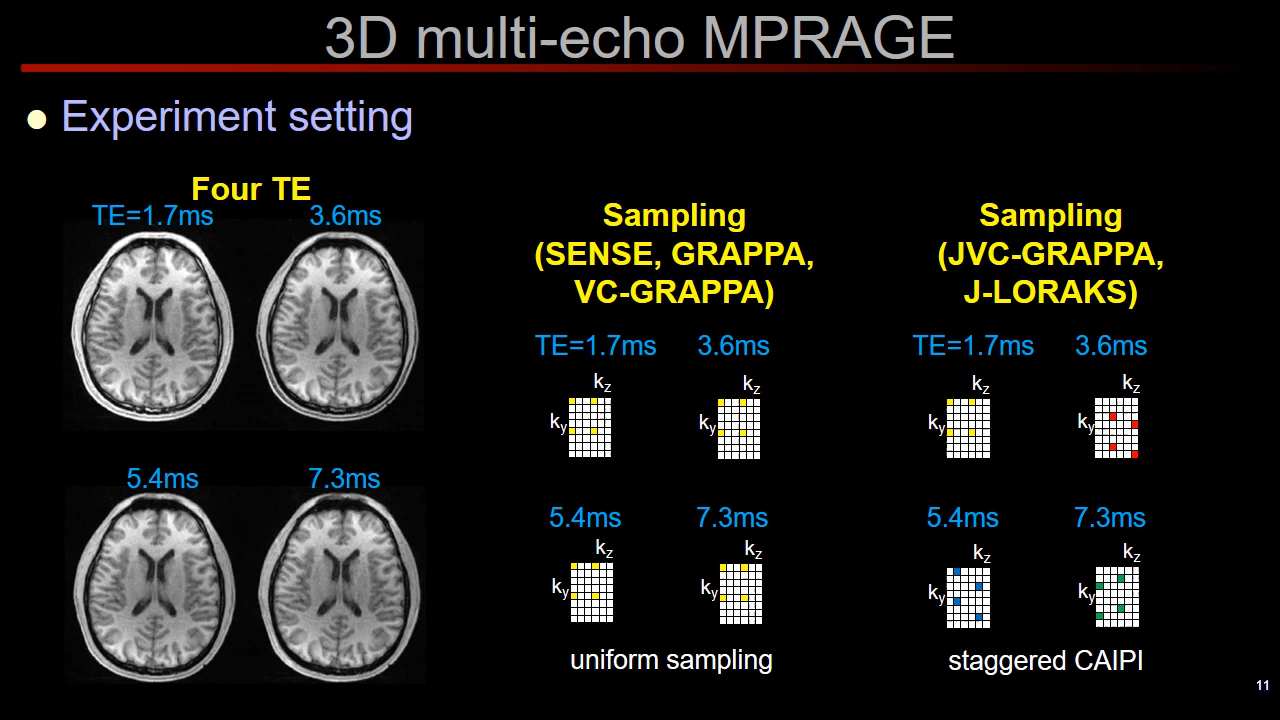 3D multi-echo MPRAGE
Experiment setting
Four TE
TE=1.7ms 3.6ms
5.4ms 7.3ms
Sampling
(SENSE, GRAPPA,
VC-GRAPPA)
TE=1.7ms 3.6ms
kz kz
ky ky
5.4ms 7.3ms
kz kz
ky ky
uniform sampling
Sampling
(JVC-GRAPPA,
J-LORAKS)
TE=1.7ms 3.6ms
kz kz
ky ky
5.4ms 7.3ms
kz kz
ky ky
staggered CAIPI
11